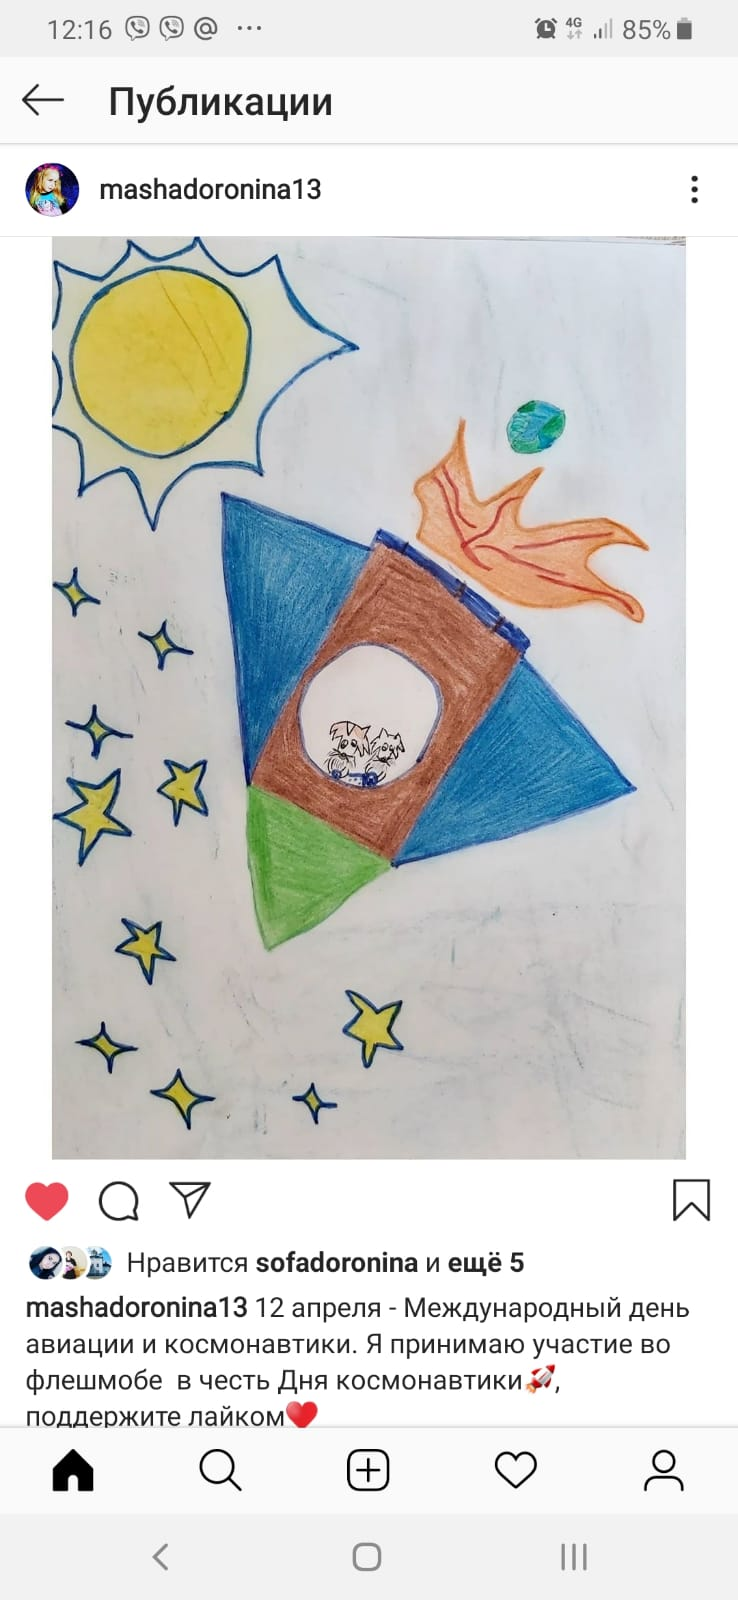 12:16 @ ... 4G 85%
Публикации
mashadoronina13
Нравится sofadoronina и ещё 5
mashadoronina13 12 апреля - Международный день
авиации и космонавтики. Я принимаю участие во
флешмобе в честь Дня космонавтики🚀,
поддержите лайком❤️